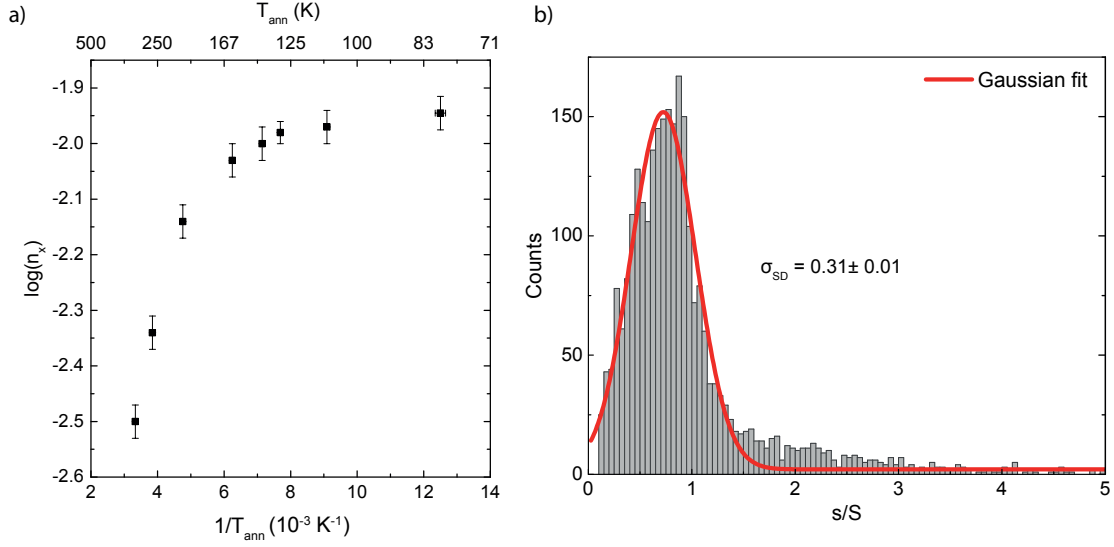 a)
T_ann (K)
500 250 167 125 100 83 71
-1.9
-2.0
-2.1
-2.2
-2.3
-2.4
-2.5
-2.6
log(n_x)
2 4 6 8 10 12 14
1/T_ann (10^-3 K^-1)
b)
Gaussian fit
150
100
50
0
Counts
σ_SD = 0.31± 0.01
0 1 2 3 4 5
s/S